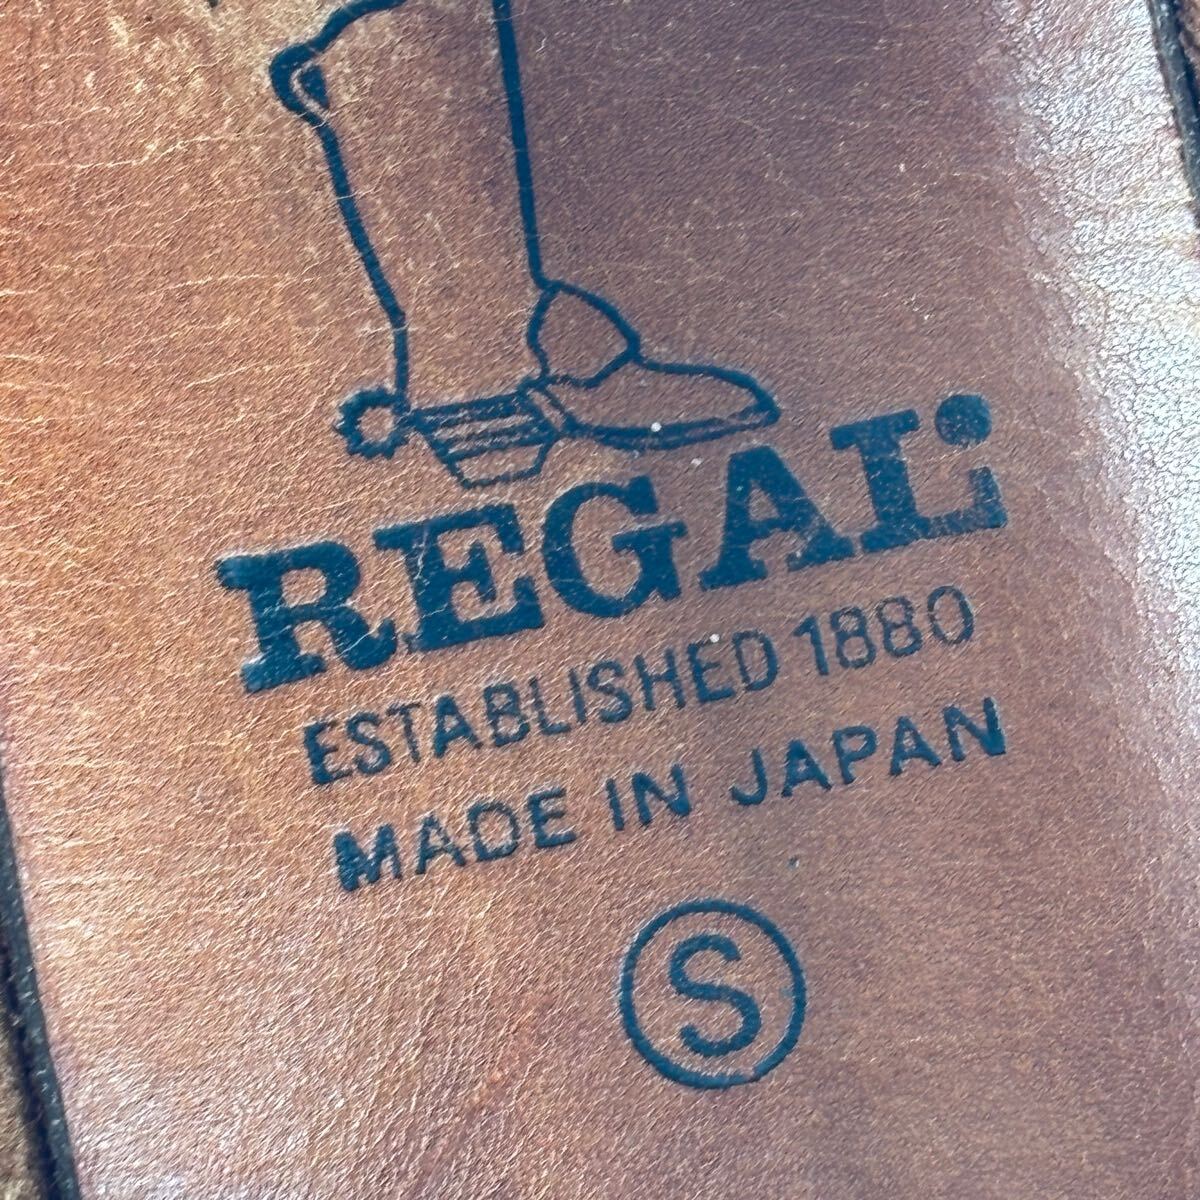 REGAL
ESTABLISHED 1880
MADE IN JAPAN
S